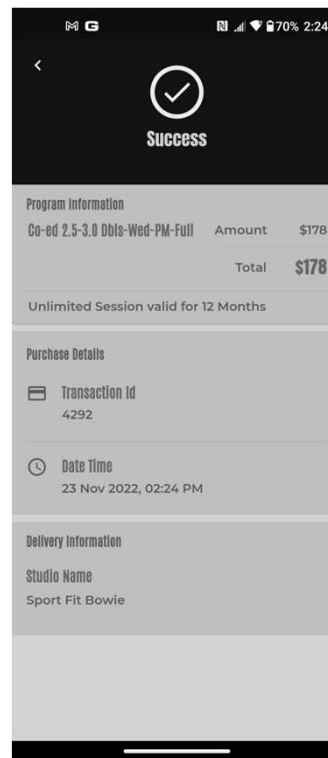 70% 2:24
Success
Program Information
Co-ed 2.5-3.0 Dbls-Wed-PM-Full Amount $178
Total $178
Unlimited Session valid for 12 Months
Purchase Details
Transaction Id
4292
Date Time
23 Nov 2022, 02:24 PM
Delivery Information
Studio Name
Sport Fit Bowie